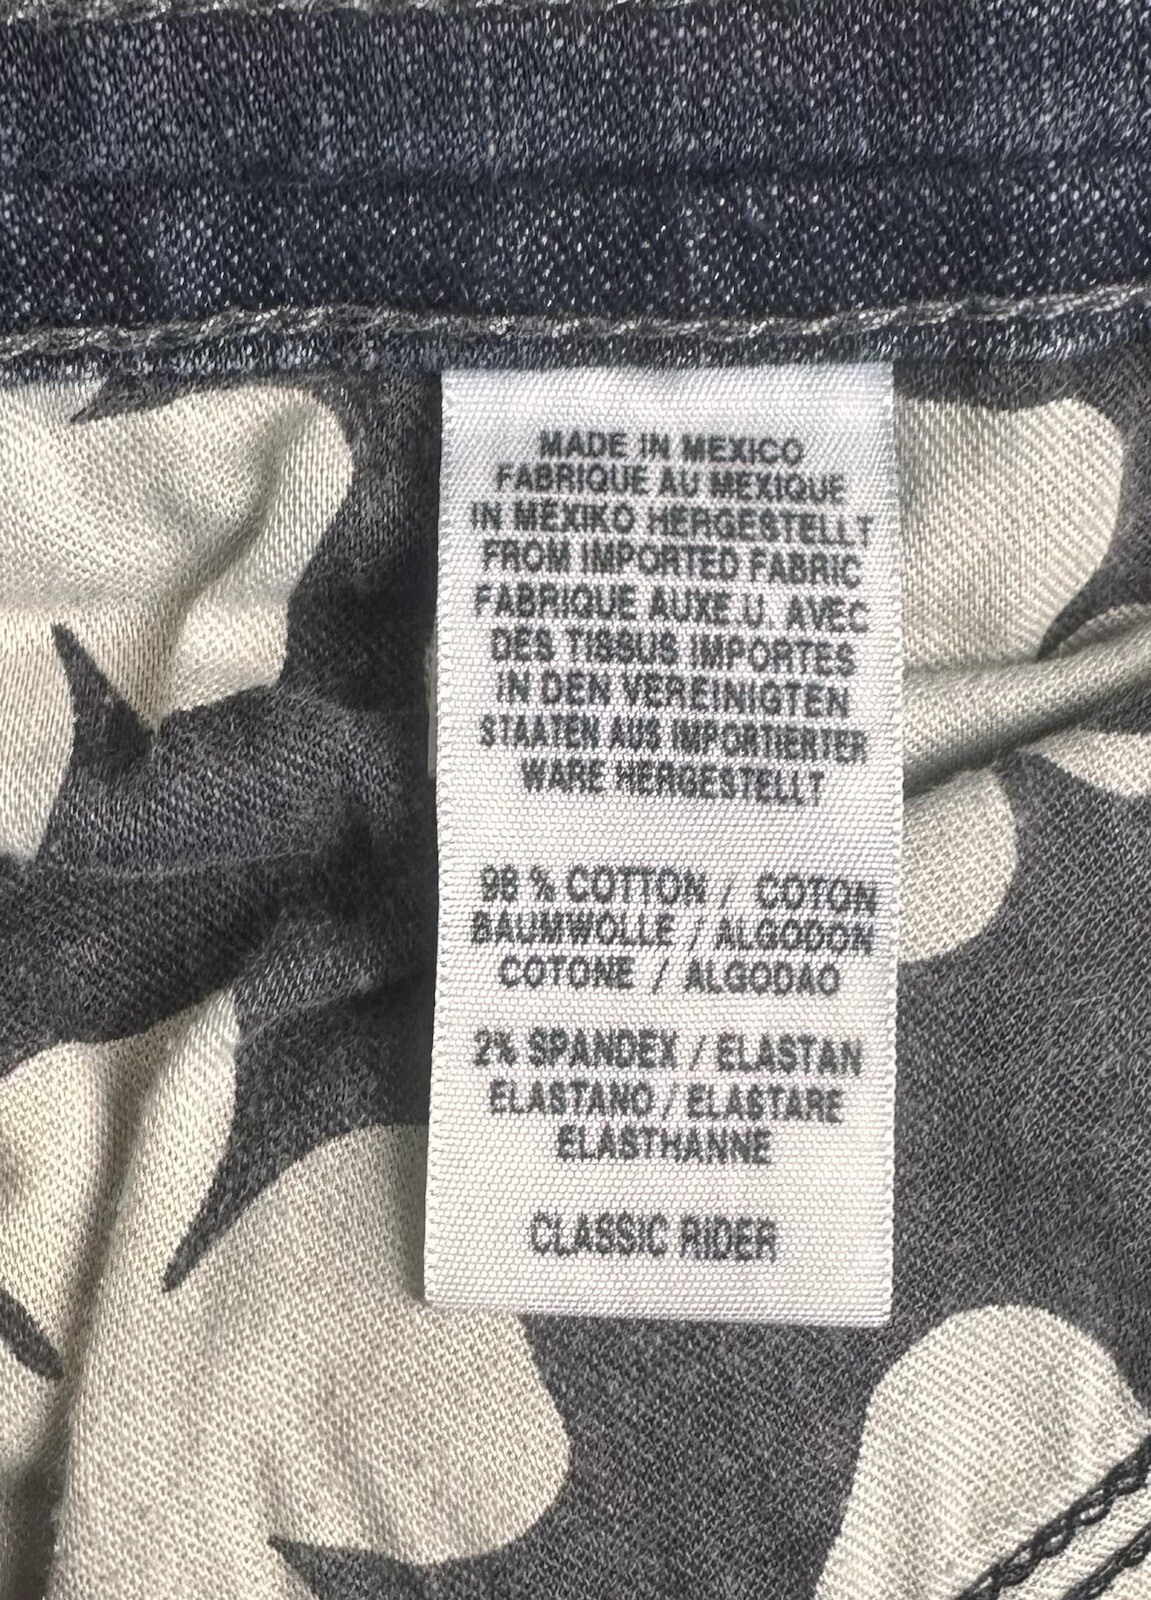 MADE IN MEXICO
FABRIQUE AU MEXIQUE
IN MEXIKO HERGESTELLT
FROM IMPORTED FABRIC
FABRIQUE AUXE.U. AVEC
DES TISSUS IMPORTES
IN DEN VEREINIGTEN
STAATEN AUS IMPORTIERTER
WARE HERGESTELLT
98 % COTTON / COTON
BAUMWOLLE / ALGODON
COTONE / ALGODAO
2% SPANDEX / ELASTAN
ELASTANO / ELASTARE
ELASTHANNE
CLASSIC RIDER